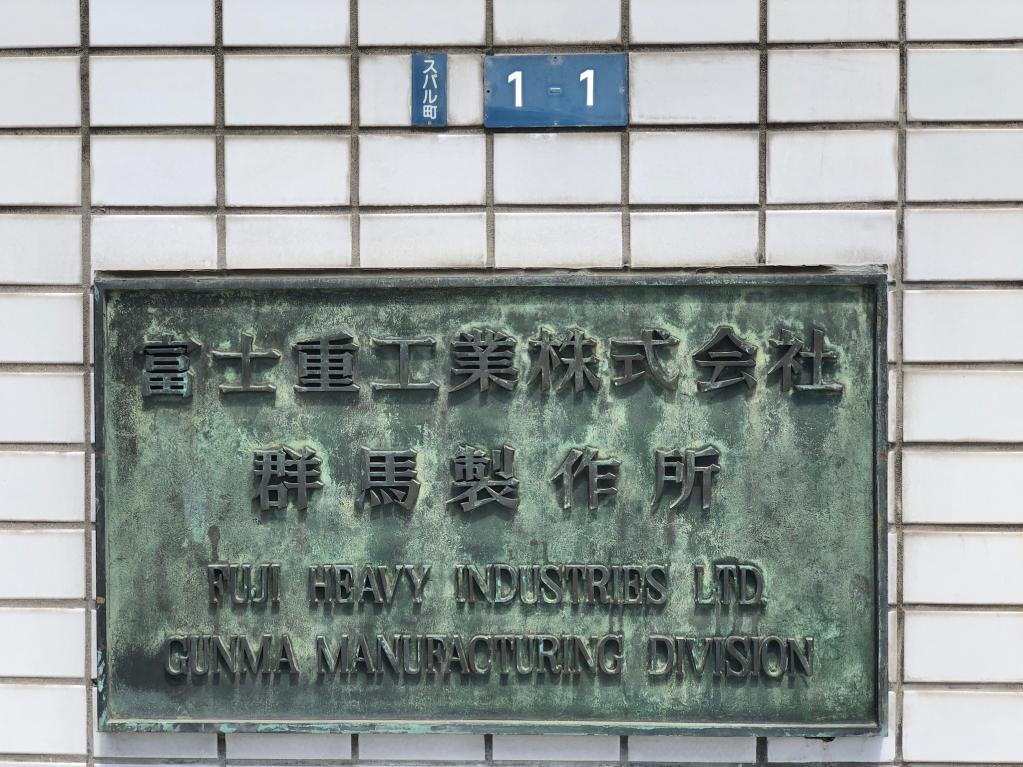 スバル町
1-1
富士重工業株式会社
群馬製作所
FUJI HEAVY INDUSTRIES LTD.
GUNMA MANUFACTURING DIVISION